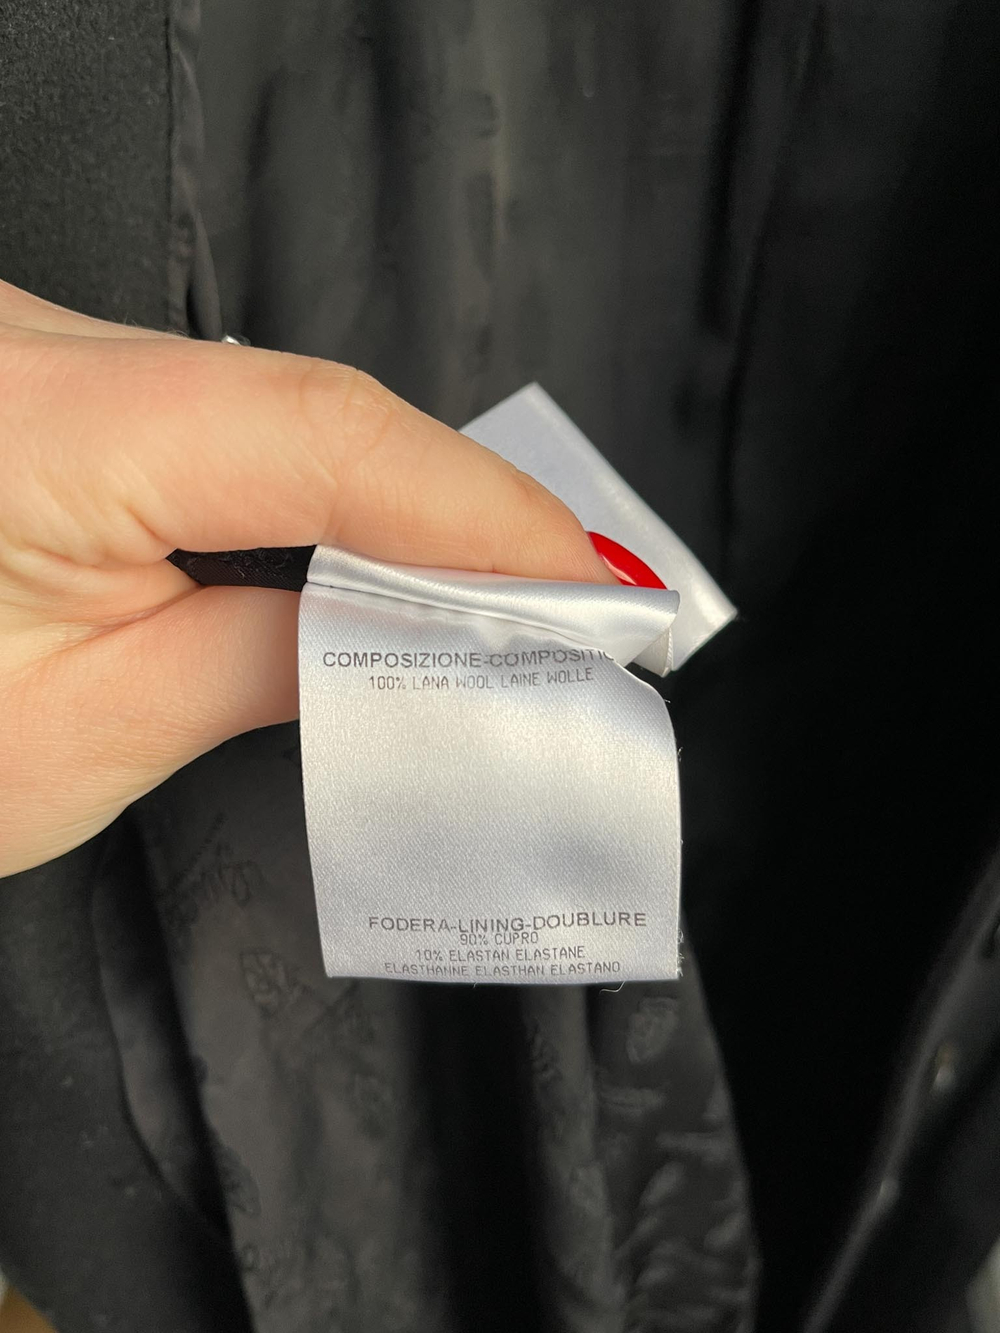 COMPOSIZIONE-COMPOSITIO
100% LANA WOOL LAINE WOLLE
FODERA-LINING-DOUBLURE
90% CUPRO
10% ELASTAN ELASTANE
ELASTHANNE ELASTHAN ELASTANO